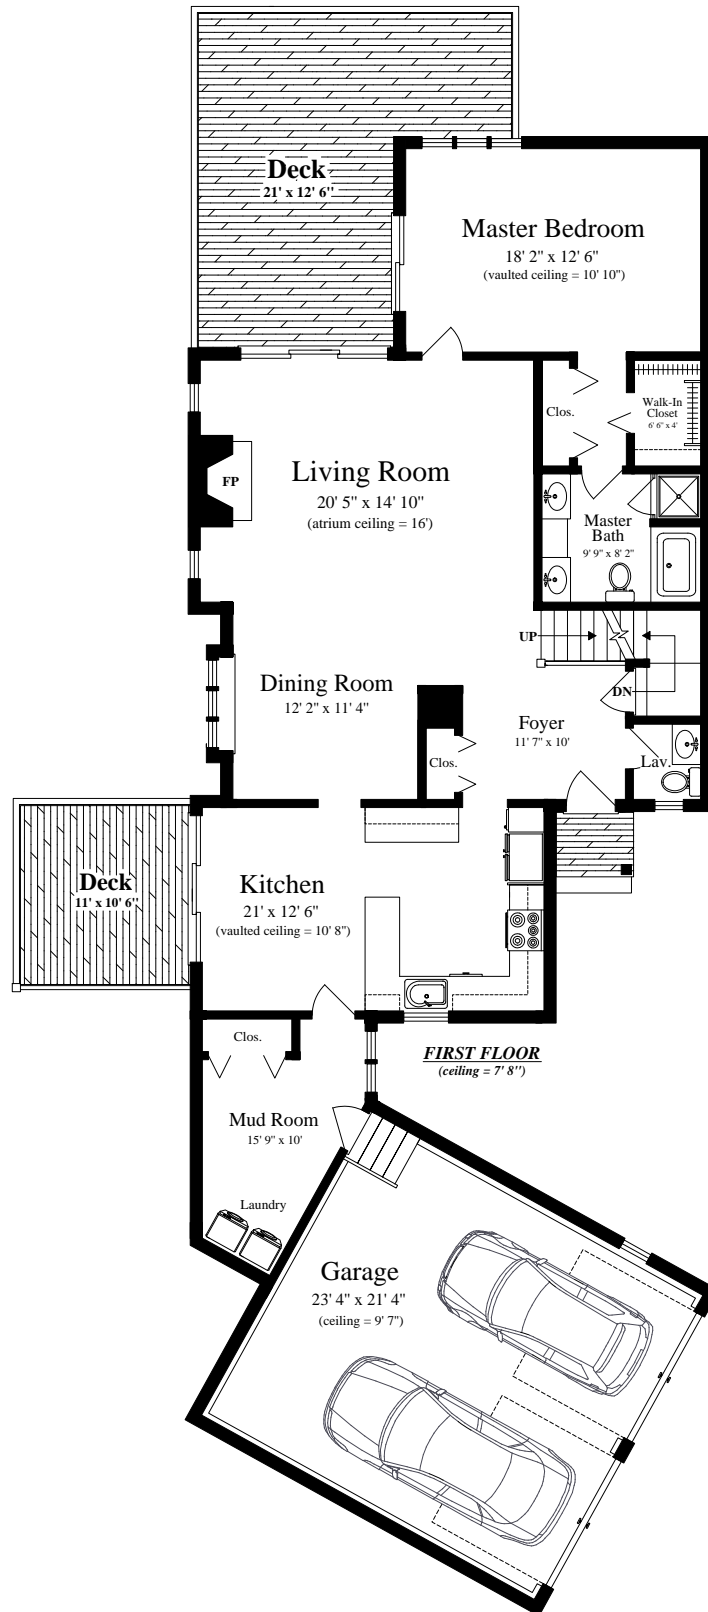 Deck
21' x 12' 6"
Master Bedroom
18' 2" x 12' 6"
(vaulted ceiling = 10' 10")
Clos.
Walk-In
Closet
6' 6" x 4'
Living Room
20' 5" x 14' 10"
(atrium ceiling = 16')
FP
Master
Bath
9' 9" x 8' 2"
UP
DN
Dining Room
12' 2" x 11' 4"
Foyer
11' 7" x 10'
Clos.
Lav.
Deck
11' x 10' 6"
Kitchen
21' x 12' 6"
(vaulted ceiling = 10' 8")
Clos.
FIRST FLOOR
(ceiling = 7' 8")
Mud Room
15' 9" x 10'
Laundry
Garage
23' 4" x 21' 4"
(ceiling = 9' 7")